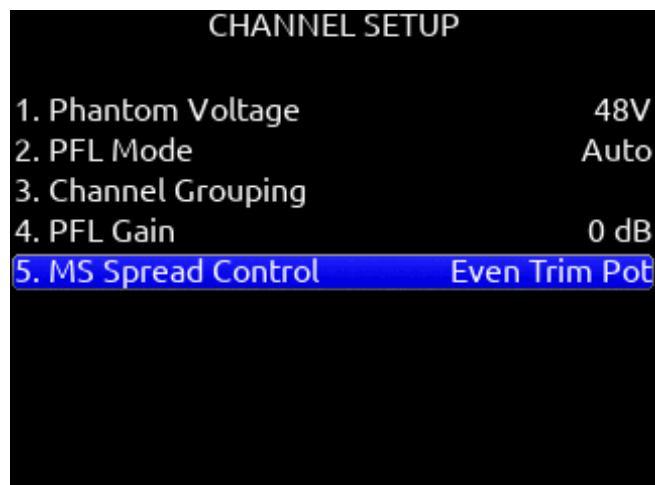 CHANNEL SETUP
1. Phantom Voltage 48V
2. PFL Mode Auto
3. Channel Grouping
4. PFL Gain 0 dB
5. MS Spread Control Even Trim Pot